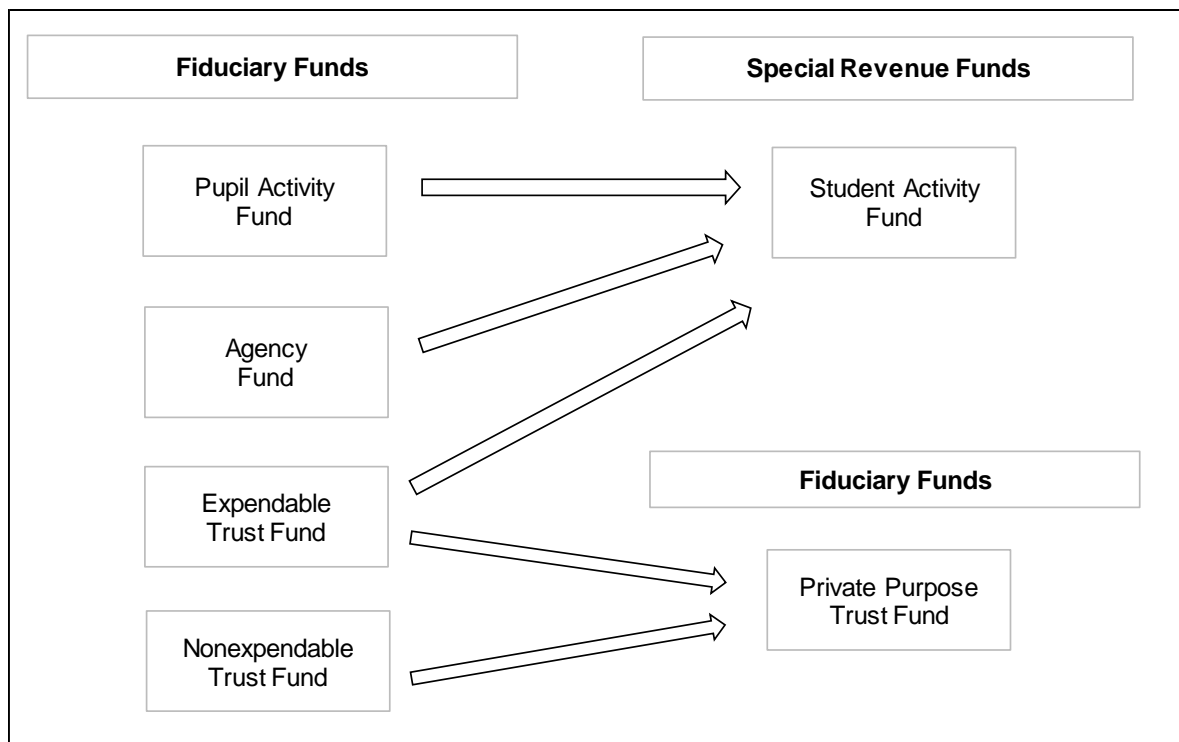 Fiduciary Funds
Special Revenue Funds
Pupil Activity
Fund
Student Activity
Fund
Agency
Fund
Expendable
Trust Fund
Fiduciary Funds
Private Purpose
Trust Fund
Nonexpendable
Trust Fund